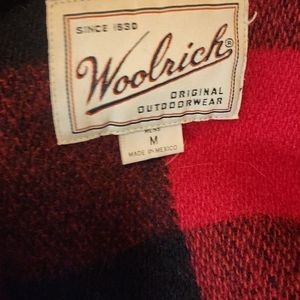 SINCE 1830
Woolrich®
ORIGINAL
OUTDOORWEAR
MENS
M
MADE IN MEXICO